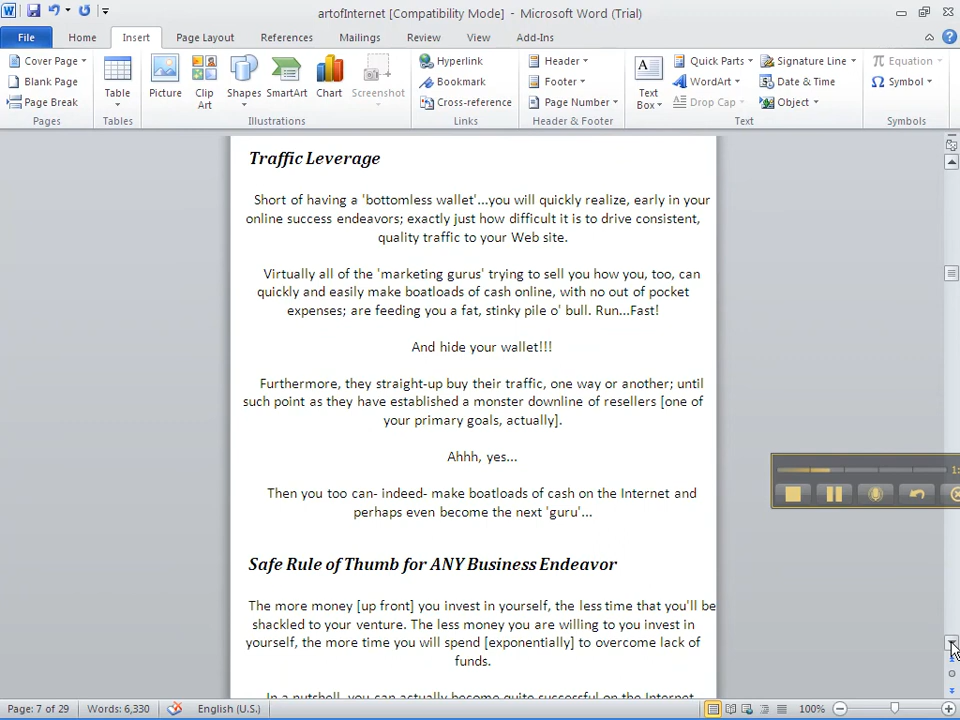 artofInternet [Compatibility Mode] - Microsoft Word (Trial)
File Home Insert Page Layout References Mailings Review View Add-Ins
Cover Page
Blank Page
Page Break
Pages
Table
Tables
Picture
Clip Art
Shapes
SmartArt
Chart
Screenshot
Illustrations
Hyperlink
Bookmark
Cross-reference
Links
Header
Footer
Page Number
Header & Footer
A
Text Box
Quick Parts
WordArt
Drop Cap
Signature Line
Date & Time
Object
Text
Equation
Symbol
Symbols
Traffic Leverage
Short of having a 'bottomless wallet'...you will quickly realize, early in your
online success endeavors; exactly just how difficult it is to drive consistent,
quality traffic to your Web site.
Virtually all of the 'marketing gurus' trying to sell you how you, too, can
quickly and easily make boatloads of cash online, with no out of pocket
expenses; are feeding you a fat, stinky pile o' bull. Run...Fast!
And hide your wallet!!!
Furthermore, they straight-up buy their traffic, one way or another; until
such point as they have established a monster downline of resellers [one of
your primary goals, actually].
Ahhh, yes...
Then you too can- indeed- make boatloads of cash on the Internet and
perhaps even become the next 'guru'...
Safe Rule of Thumb for ANY Business Endeavor
The more money [up front] you invest in yourself, the less time that you'll be
shackled to your venture. The less money you are willing to you invest in
yourself, the more time you will spend [exponentially] to overcome lack of
funds.
In a nutshell, you can actually become quite successful on the Internet
Page: 7 of 29 Words: 6,330 English (U.S.) 100%